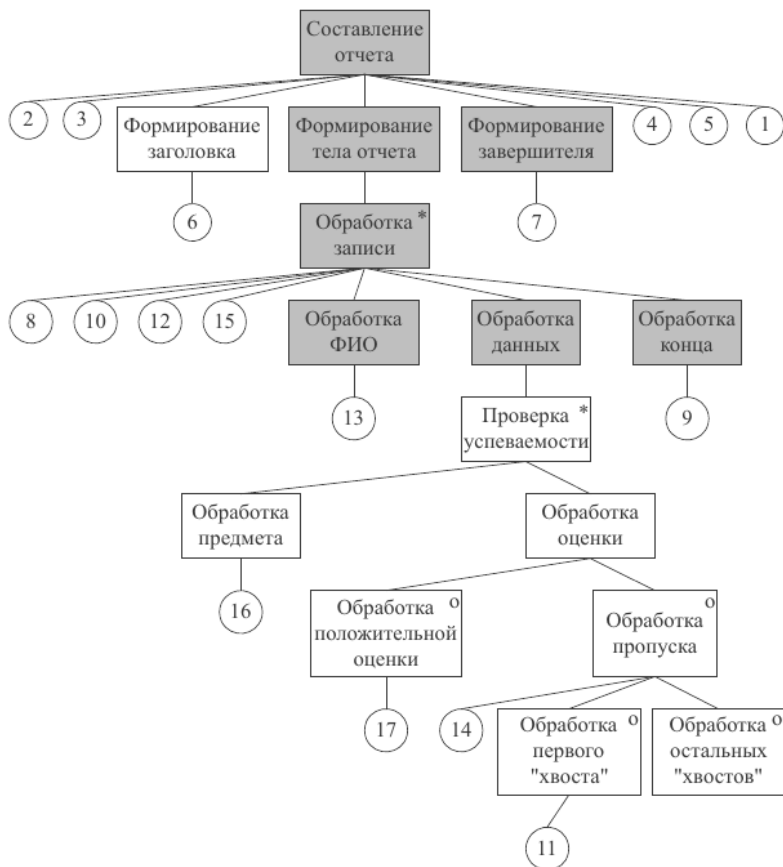 Составление
отчета
2
3
Формирование
заголовка
Формирование
тела отчета
Формирование
завершителя
4
5
1
6
7
Обработка *
записи
8
10
12
15
Обработка
ФИО
Обработка
данных
Обработка
конца
13
9
Проверка *
успеваемости
Обработка
предмета
Обработка
оценки
16
Обработка o
положительной
оценки
Обработка o
пропуска
17
14
Обработка o
первого
"хвоста"
Обработка o
остальных
"хвостов"
11